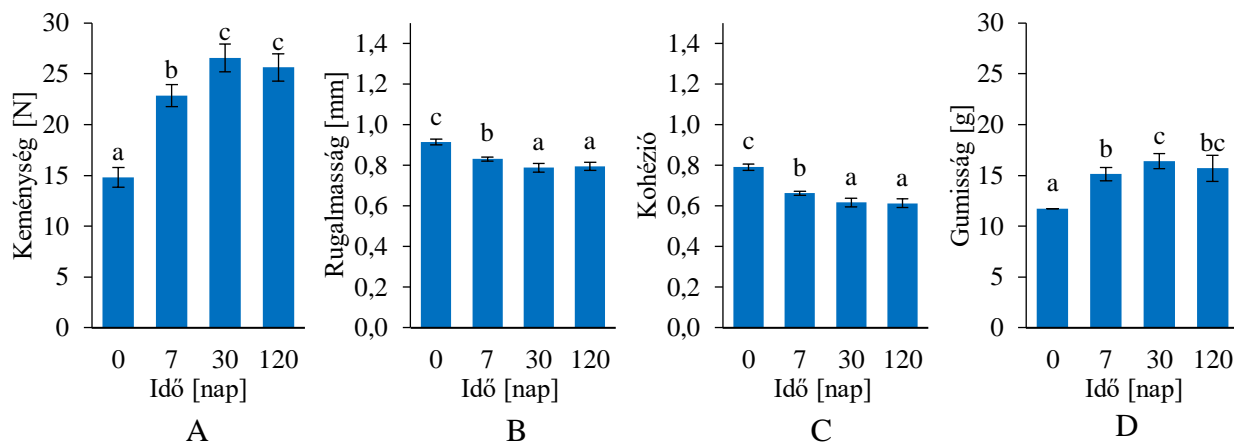 Keménység [N]
30
25
20
15
10
5
0
a
b
c
c
0 7 30 120
Idő [nap]
A
Rugalmasság [mm]
1,4
1,2
1,0
0,8
0,6
0,4
0,2
0,0
c
b
a
a
0 7 30 120
Idő [nap]
B
Kohézió
1,4
1,2
1,0
0,8
0,6
0,4
0,2
0,0
c
b
a
a
0 7 30 120
Idő [nap]
C
Gumisság [g]
30
25
20
15
10
5
0
a
b
c
bc
0 7 30 120
Idő [nap]
D